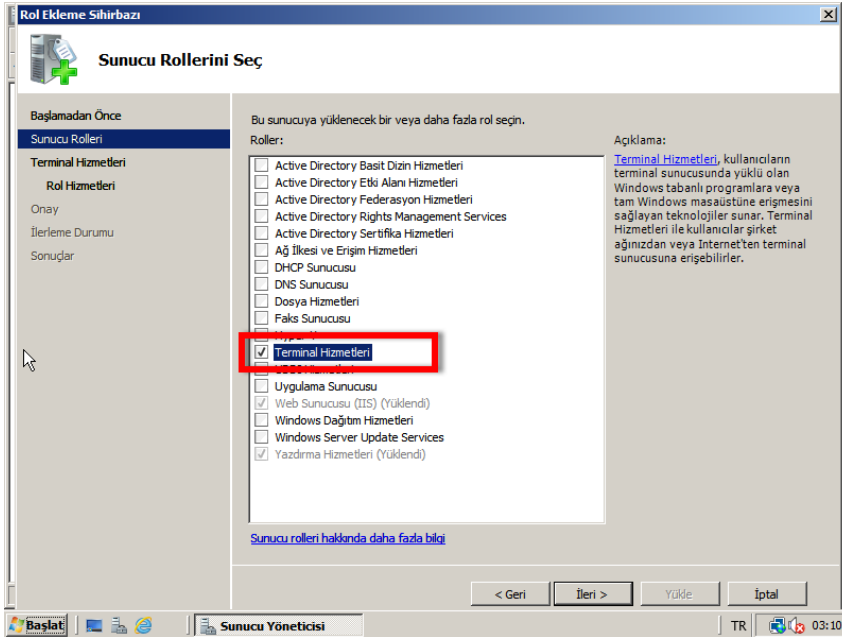 Rol Ekleme Sihirbazı
Sunucu Rollerini Seç
Başlamadan Önce
Sunucu Rolleri
Terminal Hizmetleri
Rol Hizmetleri
Onay
İlerleme Durumu
Sonuçlar
Bu sunucuya yüklenecek bir veya daha fazla rol seçin.
Roller:
Active Directory Basit Dizin Hizmetleri
Active Directory Etki Alanı Hizmetleri
Active Directory Federasyon Hizmetleri
Active Directory Rights Management Services
Active Directory Sertifika Hizmetleri
Ağ İlkesi ve Erişim Hizmetleri
DHCP Sunucusu
DNS Sunucusu
Dosya Hizmetleri
Faks Sunucusu
Terminal Hizmetleri
Uygulama Sunucusu
Web Sunucusu (IIS) (Yüklendi)
Windows Dağıtım Hizmetleri
Windows Server Update Services
Yazdırma Hizmetleri (Yüklendi)
Sunucu rolleri hakkında daha fazla bilgi
Açıklama:
Terminal Hizmetleri, kullanıcıların
terminal sunucusunda yüklü olan
Windows tabanlı programlara veya
tam Windows masaüstüne erişmesini
sağlayan teknolojiler sunar. Terminal
Hizmetleri ile kullanıcılar şirket
ağınızdan veya Internet'ten terminal
sunucusuna erişebilirler.
< Geri
İleri >
Yükle
İptal
Başlat
Sunucu Yöneticisi
TR
03:10